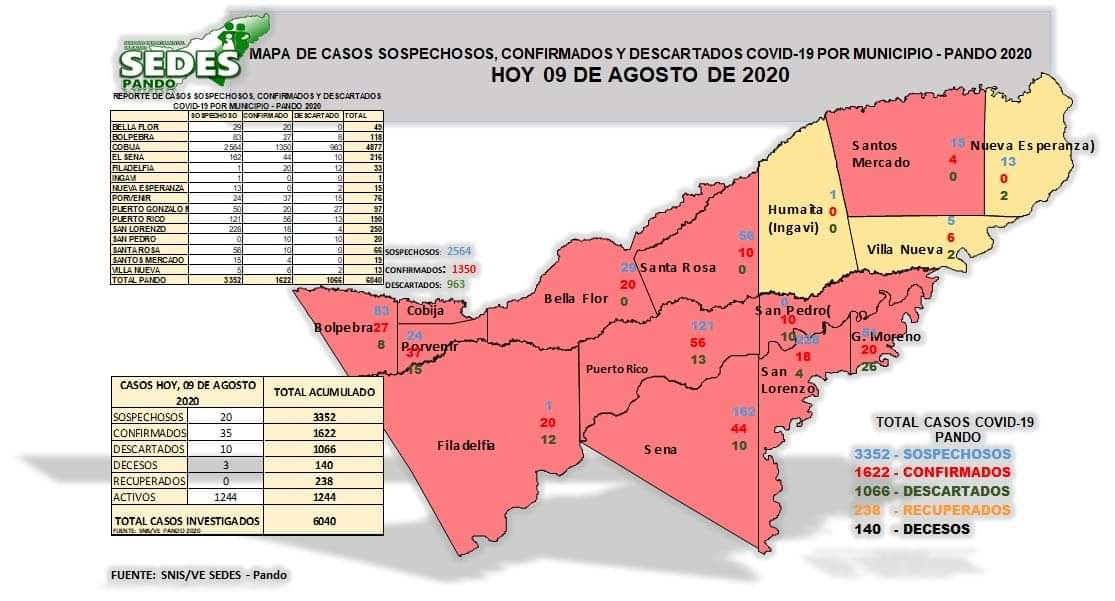 SEDES
PANDO
MAPA DE CASOS SOSPECHOSOS, CONFIRMADOS Y DESCARTADOS COVID-19 POR MUNICIPIO - PANDO 2020
HOY 09 DE AGOSTO DE 2020
REPORTE DE CASOS SOSPECHOSOS, CONFIRMADOS Y DESCARTADOS
COVID-19 POR MUNICIPIO - PANDO 2020
SOSPECHOSO CONFIRMADO DESCARTADO TOTAL
BELLA FLOR 29 20 0 49
BOLPEBRA 83 27 8 118
COBIJA 2564 1350 963 4877
EL SENA 162 44 10 216
FILADELFIA 1 20 12 33
INGAVI 1 0 0 1
NUEVA ESPERANZA 13 0 2 15
PORVENIR 24 37 15 76
PUERTO GONZALO 50 20 27 97
PUERTO RICO 121 56 13 190
SAN LORENZO 228 18 4 250
SAN PEDRO 0 10 10 20
SANTA ROSA 56 10 0 66
SANTOS MERCADO 15 4 0 19
VILLA NUEVA 5 6 2 13
TOTAL PANDO 3352 1622 1066 6040
SOSPECHOSOS: 2564
CONFIRMADOS: 1350
DESCARTADOS: 963
Santos Mercado
15
4
0
Nueva Esperanza)
13
0
2
Humaita (Ingavi)
1
0
0
Villa Nueva
5
6
2
Santa Rosa
56
10
0
Bella Flor
29
20
0
Cobija
Bolpebra
83
27
8
Porvenir
24
37
15
San Pedro(
0
10
10
G. Moreno
20
26
Puerto Rico
121
56
13
San Lorenzo
228
18
4
Filadelfia
1
20
12
Sena
162
44
10
CASOS HOY, 09 DE AGOSTO 2020 TOTAL ACUMULADO
SOSPECHOSOS 20 3352
CONFIRMADOS 35 1622
DESCARTADOS 10 1066
DECESOS 3 140
RECUPERADOS 0 238
ACTIVOS 1244 1244
TOTAL CASOS INVESTIGADOS 6040
FUENTE: SNIS/VE PANDO 2020
TOTAL CASOS COVID-19
PANDO
3352 - SOSPECHOSOS
1622 - CONFIRMADOS
1066 - DESCARTADOS
238 - RECUPERADOS
140 - DECESOS
FUENTE: SNIS/VE SEDES - Pando